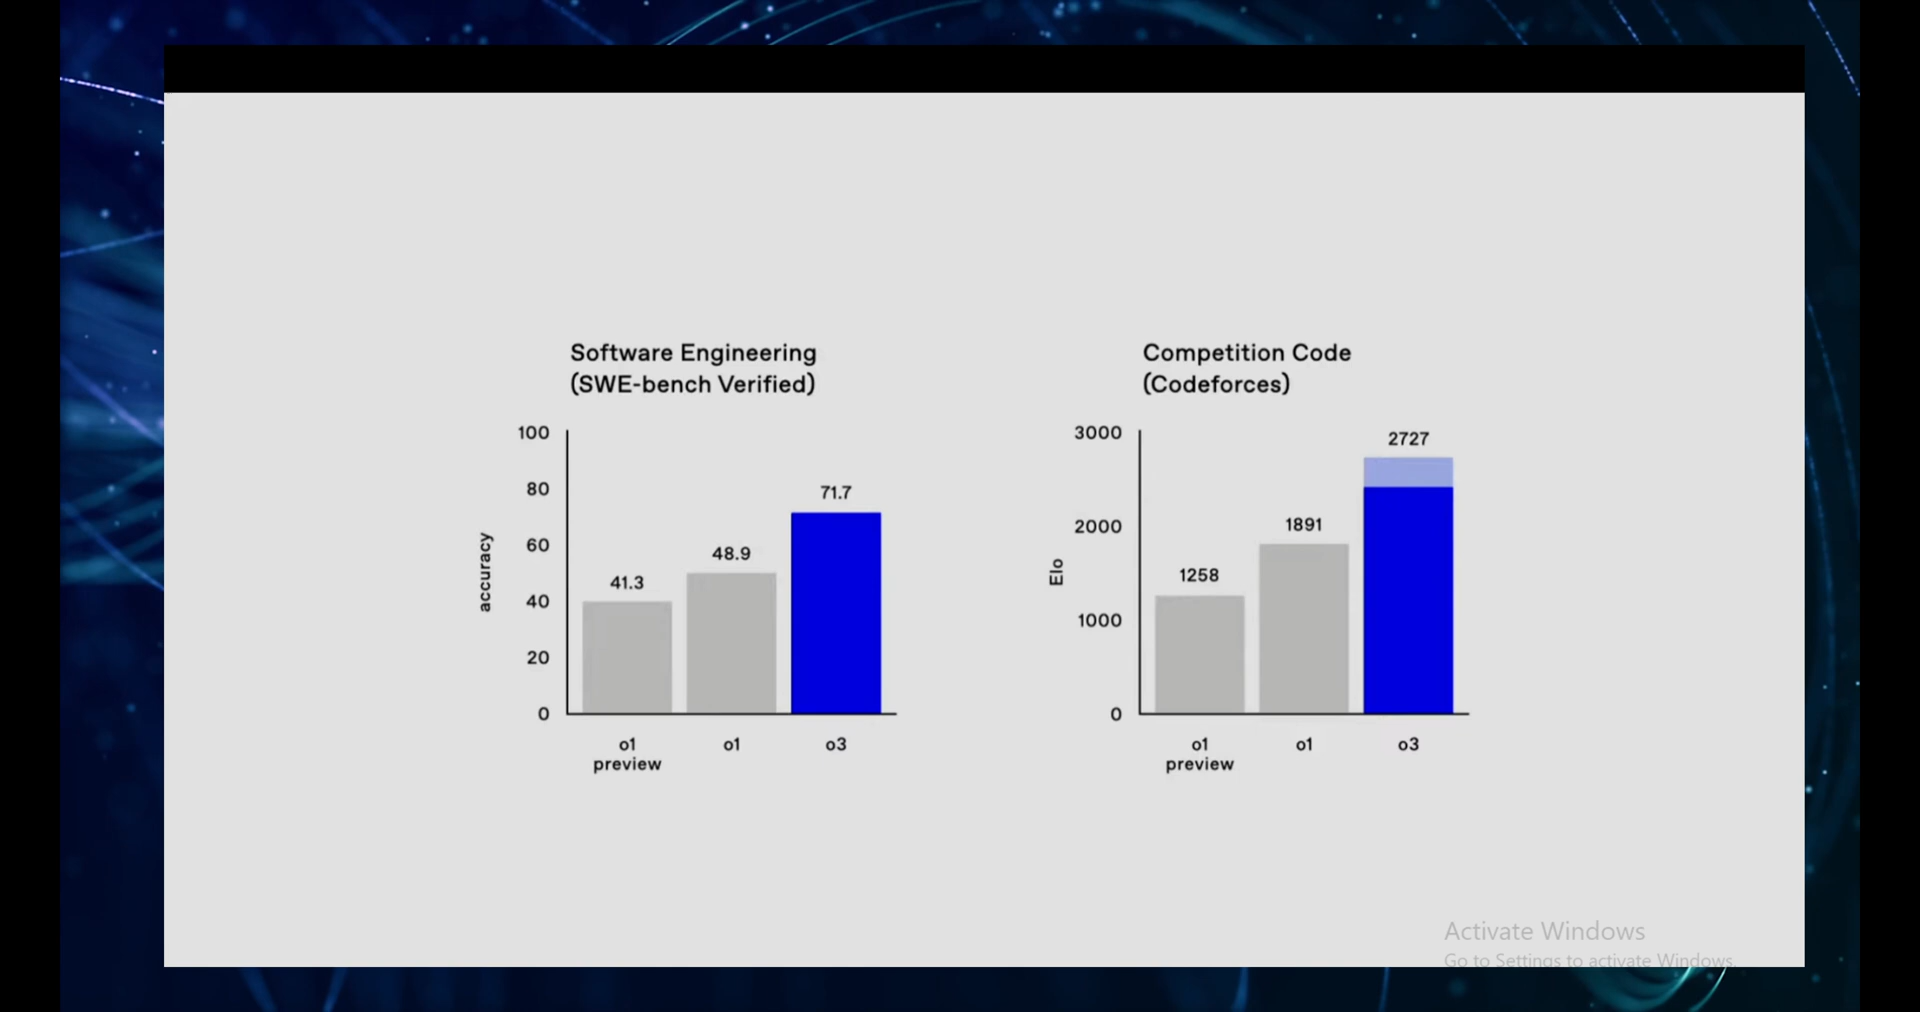 Software Engineering
(SWE-bench Verified)
accuracy
100
80
60
40
20
0
41.3
48.9
71.7
o1
preview
o1
o3
Competition Code
(Codeforces)
Elo
3000
2000
1000
0
1258
1891
2727
o1
preview
o1
o3
Activate Windows
Go to Settings to activate Windows.